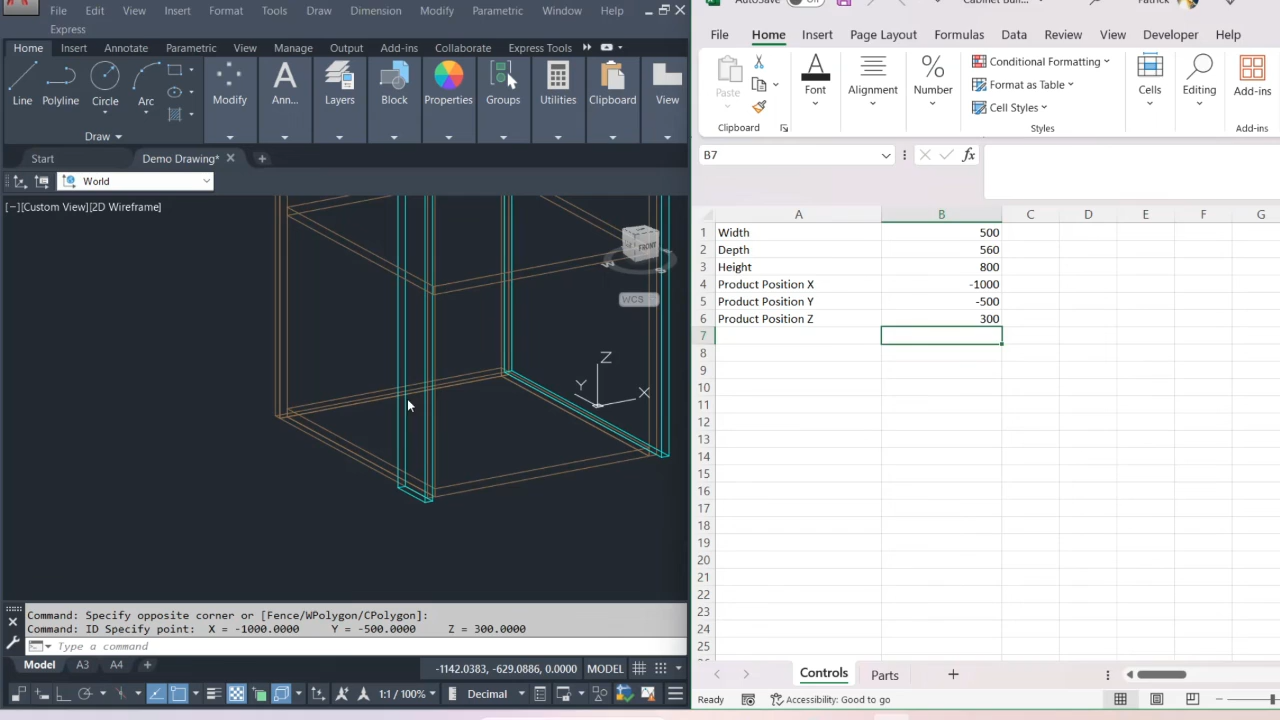 File Edit View Insert Format Tools Draw Dimension Modify Parametric Window Help
Express
Home Insert Annotate Parametric View Manage Output Add-ins Collaborate Express Tools
Line Polyline Circle Arc Modify Ann... Layers Block Properties Groups Utilities Clipboard View
Draw
Start Demo Drawing*
World
[−][Custom View][2D Wireframe]
FRONT
W S
WCS
Z
Y X
Command: Specify opposite corner or [Fence/WPolygon/CPolygon]:
Command: ID Specify point: X = -1000.0000 Y = -500.0000 Z = 300.0000
Type a command
Model A3 A4
-1142.0383, -629.0886, 0.0000 MODEL
1:1 / 100% Decimal
AutoSave Off Cabinet Buil... Patrick
File Home Insert Page Layout Formulas Data Review View Developer Help
Paste Font Alignment Number Conditional Formatting Cells Editing Add-ins
Format as Table
Cell Styles
Clipboard Styles Add-ins
B7 fx
A B C D E F G
1 Width 500
2 Depth 560
3 Height 800
4 Product Position X -1000
5 Product Position Y -500
6 Product Position Z 300
7
8
9
10
11
12
13
14
15
16
17
18
19
20
21
22
23
24
25
Controls Parts
Ready Accessibility: Good to go